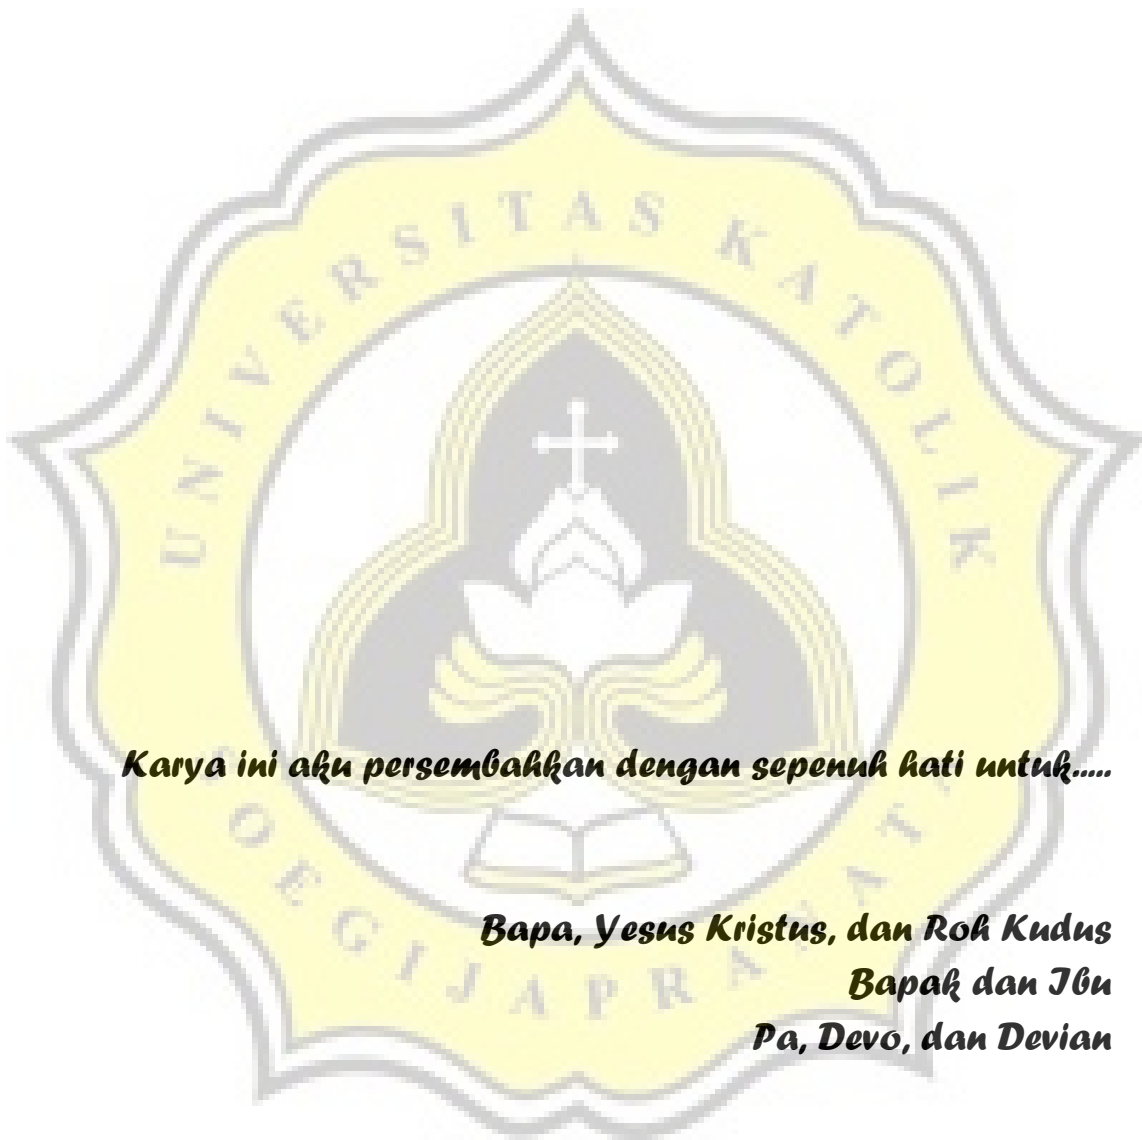 UNIVERSITAS KATOLIK
Karya ini aku persembahkan dengan sepenuh hati untuk.....
SOEGIJAPRANATA
Bapa, Yesus Kristus, dan Roh Kudus
Bapak dan Ibu
Pa, Devo, dan Devian